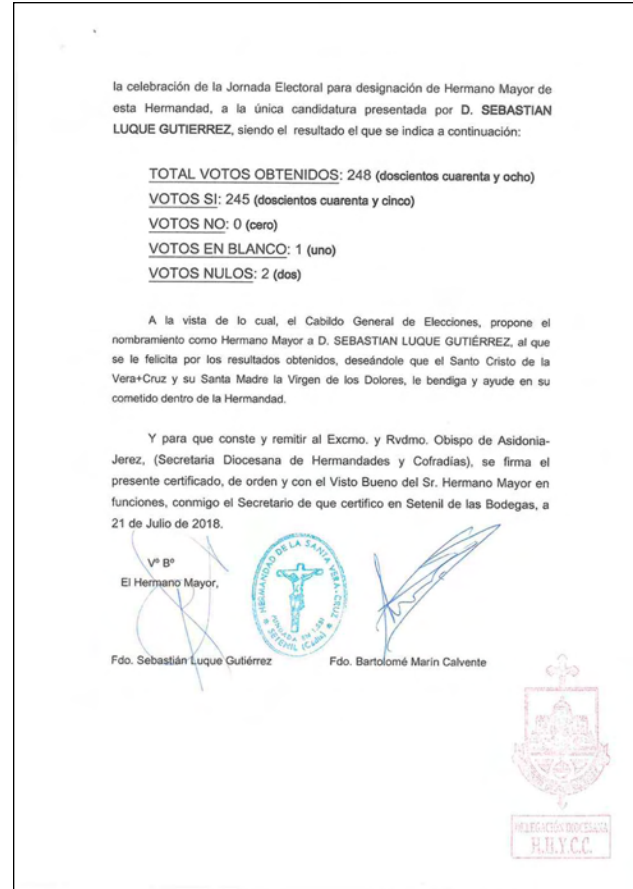 la celebración de la Jornada Electoral para designación de Hermano Mayor de
esta Hermandad, a la única candidatura presentada por D. SEBASTIAN
LUQUE GUTIERREZ, siendo el resultado el que se indica a continuación:
TOTAL VOTOS OBTENIDOS: 248 (doscientos cuarenta y ocho)
VOTOS SI: 245 (doscientos cuarenta y cinco)
VOTOS NO: 0 (cero)
VOTOS EN BLANCO: 1 (uno)
VOTOS NULOS: 2 (dos)
A la vista de lo cual, el Cabildo General de Elecciones, propone el
nombramiento como Hermano Mayor a D. SEBASTIAN LUQUE GUTIÉRREZ, al que
se le felicita por los resultados obtenidos, deseándole que el Santo Cristo de la
Vera+Cruz y su Santa Madre la Virgen de los Dolores, le bendiga y ayude en su
cometido dentro de la Hermandad.
Y para que conste y remitir al Excmo. y Rvdmo. Obispo de Asidonia-
Jerez, (Secretaria Diocesana de Hermandades y Cofradías), se firma el
presente certificado, de orden y con el Visto Bueno del Sr. Hermano Mayor en
funciones, conmigo el Secretario de que certifico en Setenil de las Bodegas, a
21 de Julio de 2018.
Vº Bº
El Hermano Mayor,
HERMANDAD DE LA SANTA VERA+CRUZ
FUNDADA EN 1.551
SETENIL (Cádiz)
Fdo. Sebastián Luque Gutiérrez Fdo. Bartolomé Marín Calvente
DELEGACIÓN DIOCESANA
H.H.Y.C.C.